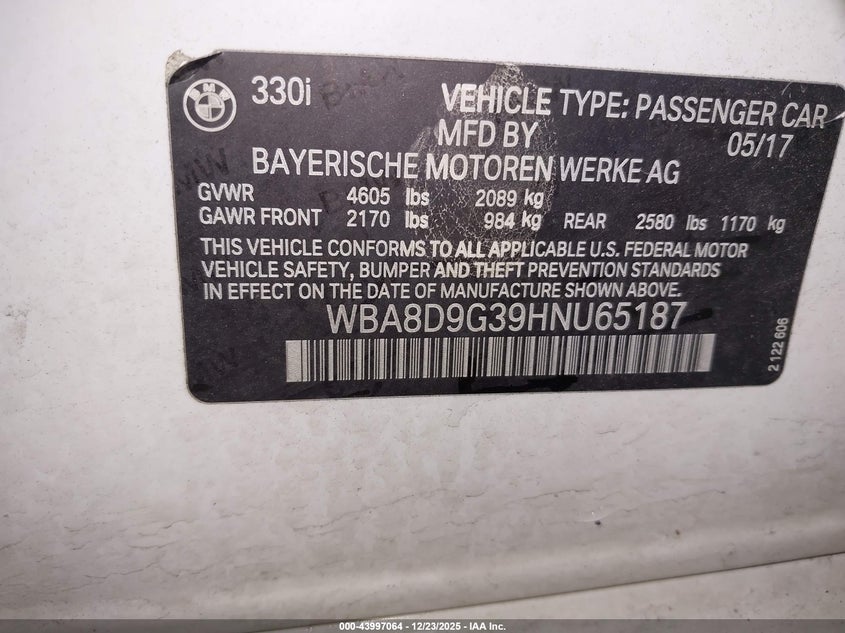 BMW
330i
VEHICLE TYPE: PASSENGER CAR
MFD BY
05/17
BAYERISCHE MOTOREN WERKE AG
GVWR 4605 lbs 2089 kg
GAWR FRONT 2170 lbs 984 kg REAR 2580 lbs 1170 kg
THIS VEHICLE CONFORMS TO ALL APPLICABLE U.S. FEDERAL MOTOR
VEHICLE SAFETY, BUMPER AND THEFT PREVENTION STANDARDS
IN EFFECT ON THE DATE OF MANUFACTURE SHOWN ABOVE.
WBA8D9G39HNU65187
2 122 606
000-43997064 - 12/23/2025 - IAA Inc.